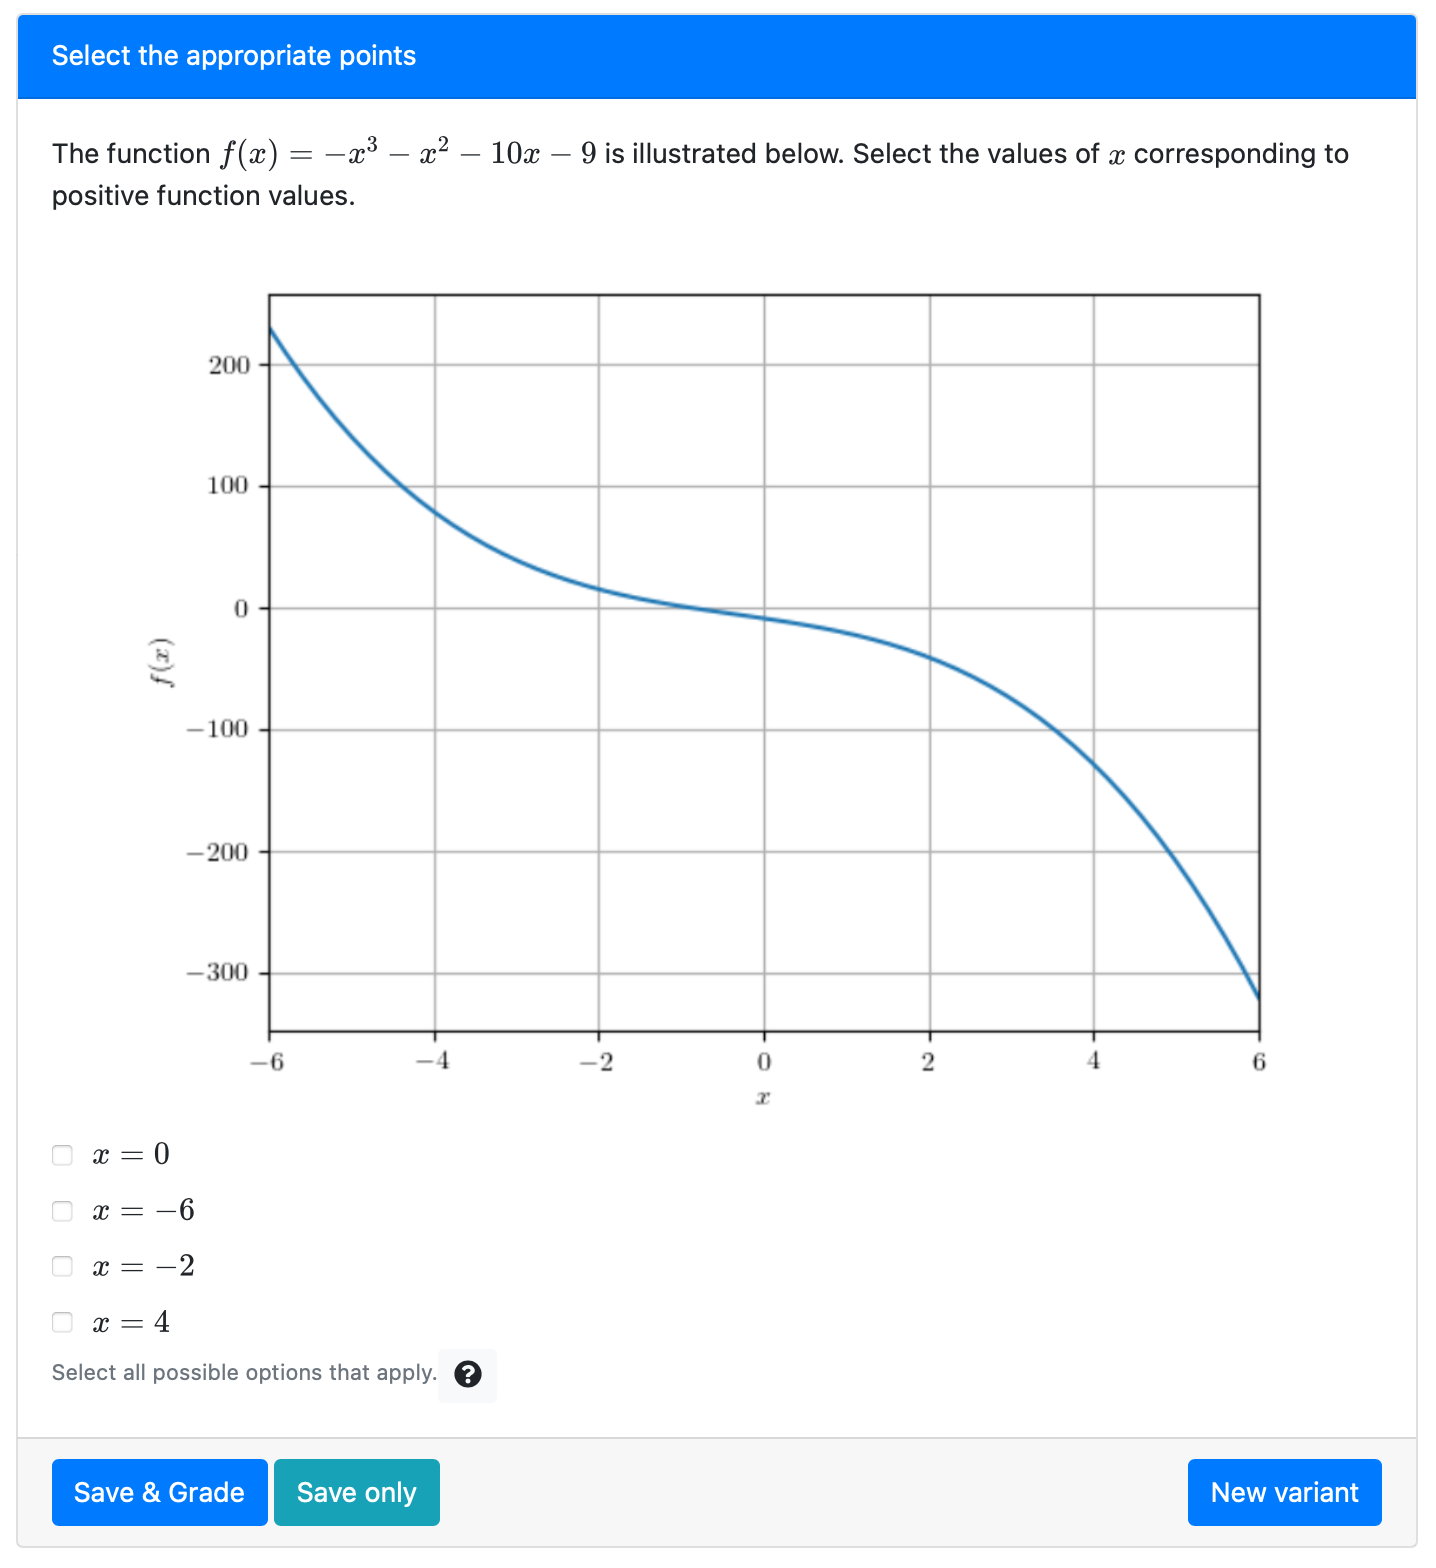 Select the appropriate points
The function f(x) = −x³ − x² − 10x − 9 is illustrated below. Select the values of x corresponding to
positive function values.
200
100
0
−100
−200
−300
f(x)
−6 −4 −2 0 2 4 6
x
x = 0
x = −6
x = −2
x = 4
Select all possible options that apply. ?
Save & Grade Save only New variant